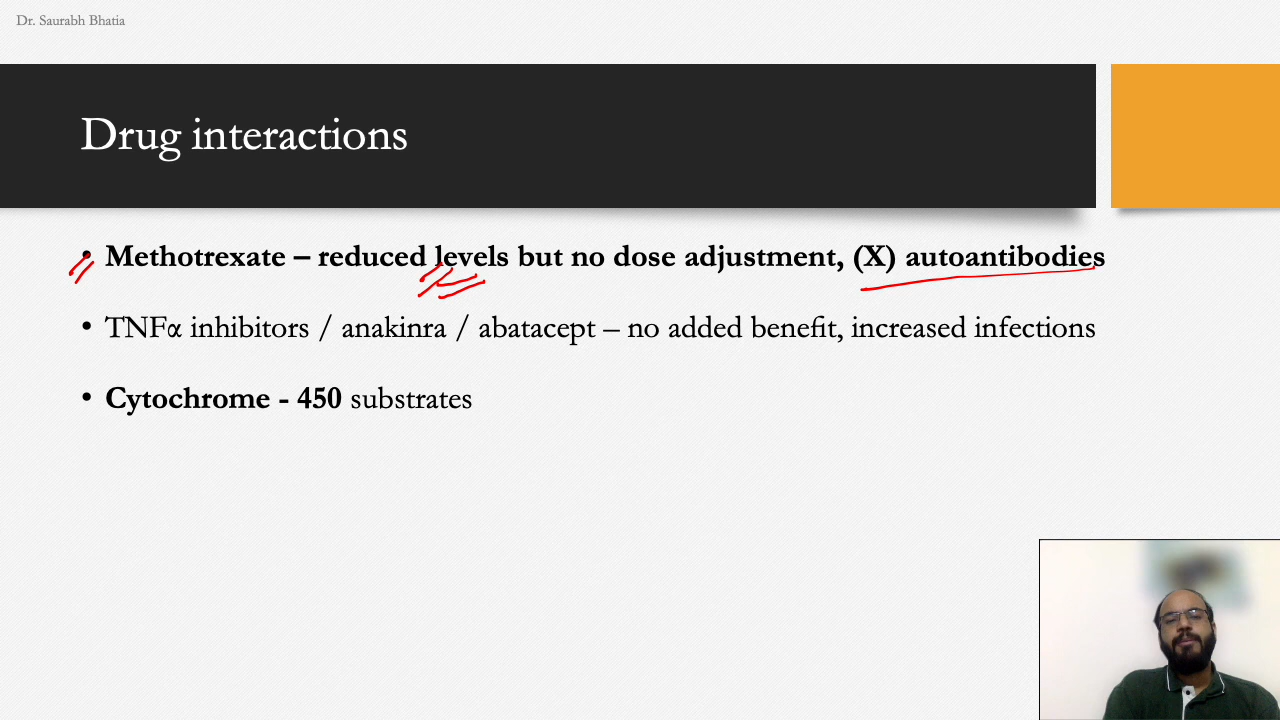 Dr. Saurabh Bhatia
Drug interactions
• Methotrexate – reduced levels but no dose adjustment, (X) autoantibodies
• TNFα inhibitors / anakinra / abatacept – no added benefit, increased infections
• Cytochrome - 450 substrates